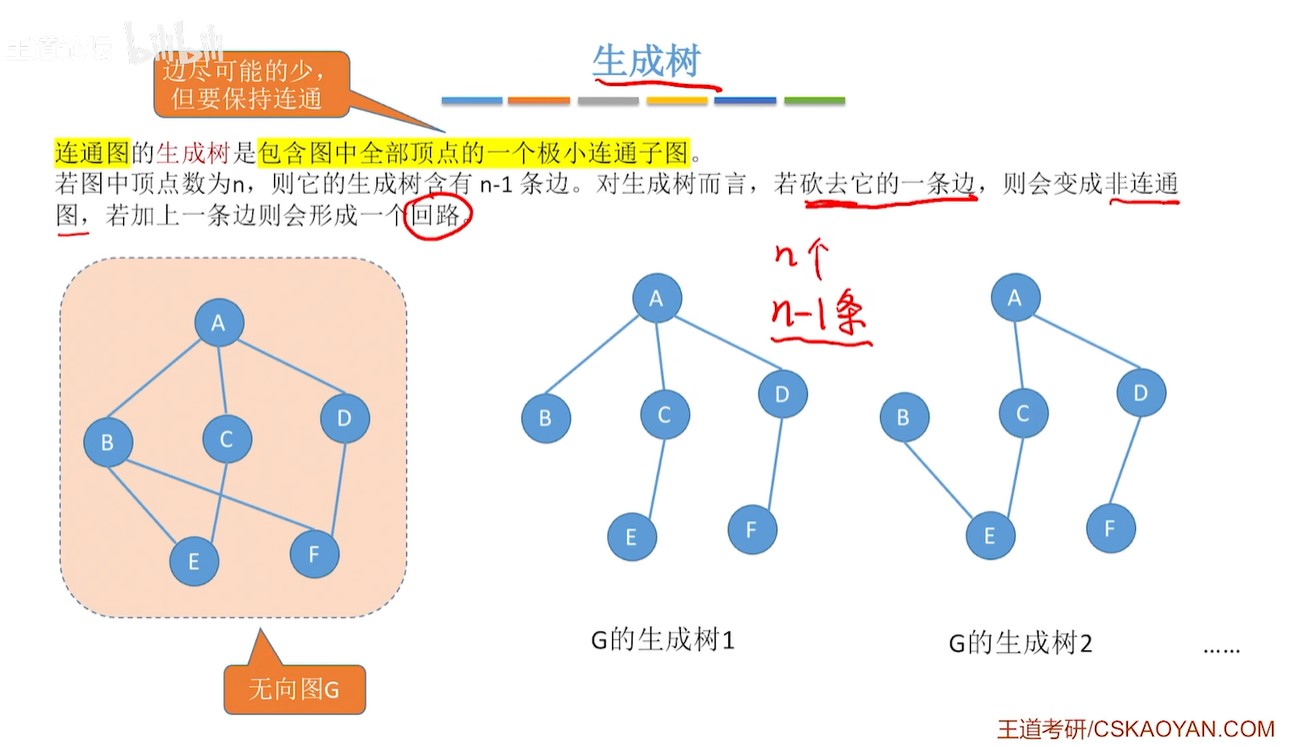 王道论坛 bilibili
生成树
边尽可能的少，
但要保持连通
连通图的生成树是包含图中全部顶点的一个极小连通子图。
若图中顶点数为n，则它的生成树含有 n-1 条边。对生成树而言，若砍去它的一条边，则会变成非连通
图，若加上一条边则会形成一个回路。
n个
n-1条
A
B
C
D
E
F
A
B
C
D
E
F
A
B
C
D
E
F
无向图G
G的生成树1
G的生成树2
……
王道考研/CSKAOYAN.COM